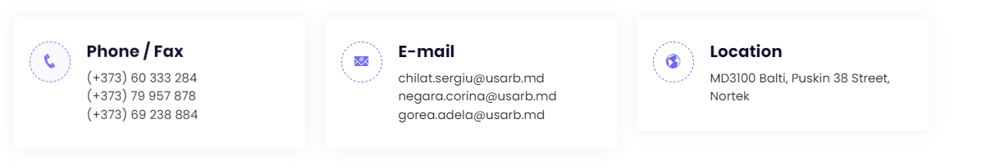 Phone / Fax
(+373) 60 333 284
(+373) 79 957 878
(+373) 69 238 884
E-mail
chilat.sergiu@usarb.md
negara.corina@usarb.md
gorea.adela@usarb.md
Location
MD3100 Balti, Puskin 38 Street,
Nortek